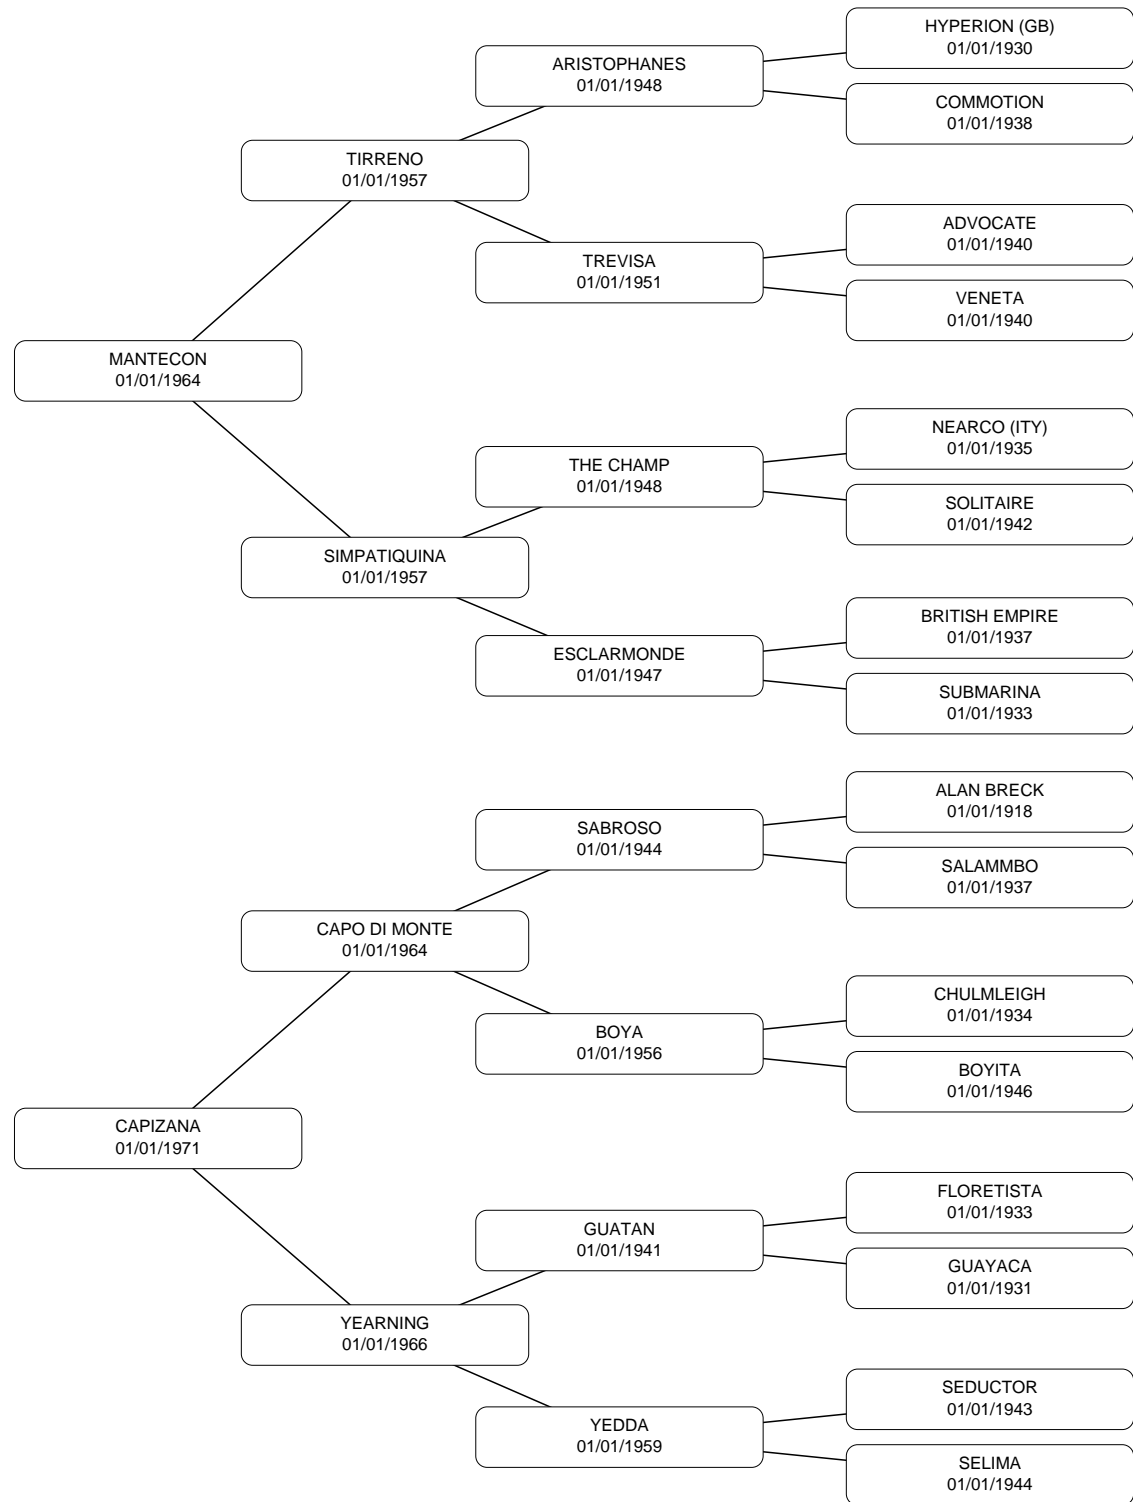 HYPERION (GB)
01/01/1930
ARISTOPHANES
01/01/1948
COMMOTION
01/01/1938
TIRRENO
01/01/1957
ADVOCATE
01/01/1940
TREVISA
01/01/1951
VENETA
01/01/1940
MANTECON
01/01/1964
NEARCO (ITY)
01/01/1935
THE CHAMP
01/01/1948
SOLITAIRE
01/01/1942
SIMPATIQUINA
01/01/1957
BRITISH EMPIRE
01/01/1937
ESCLARMONDE
01/01/1947
SUBMARINA
01/01/1933
ALAN BRECK
01/01/1918
SABROSO
01/01/1944
SALAMMBO
01/01/1937
CAPO DI MONTE
01/01/1964
CHULMLEIGH
01/01/1934
BOYA
01/01/1956
BOYITA
01/01/1946
CAPIZANA
01/01/1971
FLORETISTA
01/01/1933
GUATAN
01/01/1941
GUAYACA
01/01/1931
YEARNING
01/01/1966
SEDUCTOR
01/01/1943
YEDDA
01/01/1959
SELIMA
01/01/1944